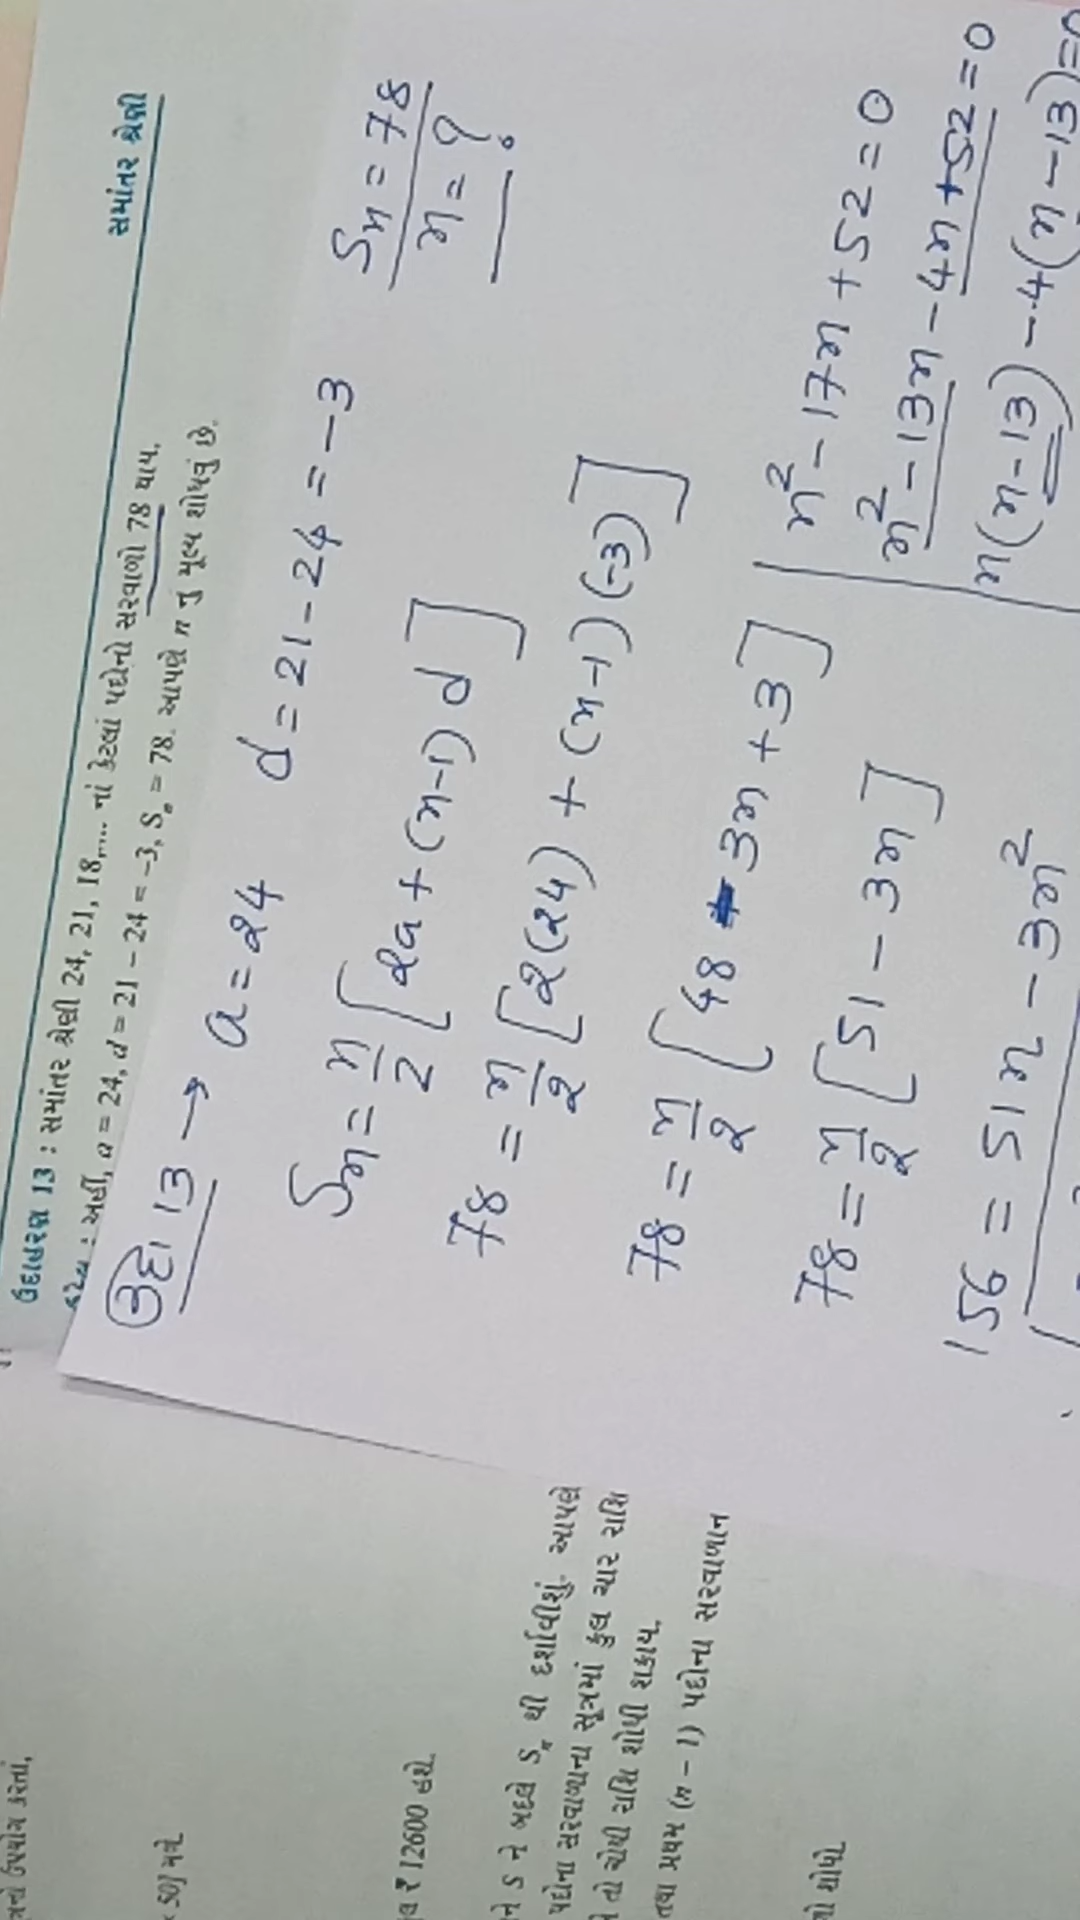 સમાંતર શ્રેણી
ઉદાહરણ 13 : સમાંતર શ્રેણી 24, 21, 18,.... નાં કેટલાં પદોનો સરવાળો 78 થાય.
ઉકેલ : અહીં, a = 24, d = 21 – 24 = –3, Sₙ = 78. આપણે n નું મૂલ્ય શોધવું છે.
ઉદા 13 → a = 24 d = 21 - 24 = -3
Sn = 78
n = ?
Sn = n/2 [2a + (n-1) d]
78 = n/2 [2(24) + (n-1)(-3)]
78 = n/2 [48 - 3n + 3]
78 = n/2 [51 - 3n]
156 = 51n - 3n²
n² - 17n + 52 = 0
n² - 13n - 4n + 52 = 0
n(n-13) - 4(n-13) = 0
ઉપયોગ કરતાં,
₹ 12600 હશે.
ને S ને બદલે Sₙ થી દર્શાવીશું. આપણે
પદોના સરવાળાના સૂત્રમાં કુલ ચાર રાશિ
તો ચોથી રાશિ શોધી શકાય.
તથા પ્રથમ (n – 1) પદોના સરવાળાન
શોધો.